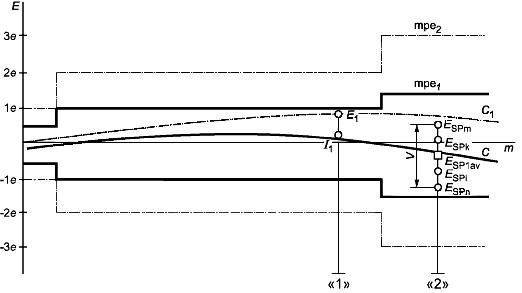 E
3e
mpe2
2e
mpe1
1e
E1
C1
ESPm
ESPk
m
I1
V
C
ESP1av
ESPi
-1e
ESPn
-2e
-3e
«1»
«2»